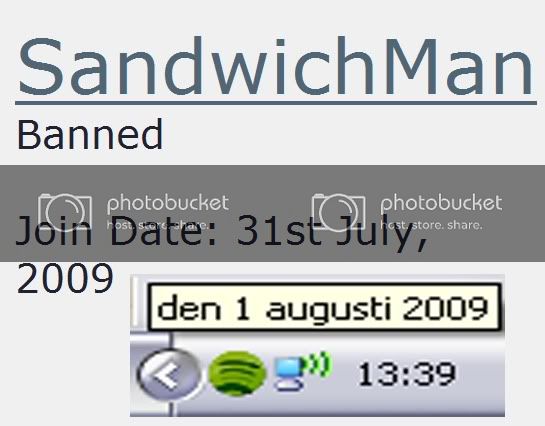 SandwichMan
Banned
photobucket photobucket
host. store. share. host. store. share.
Join Date: 31st July,
2009
den 1 augusti 2009
13:39